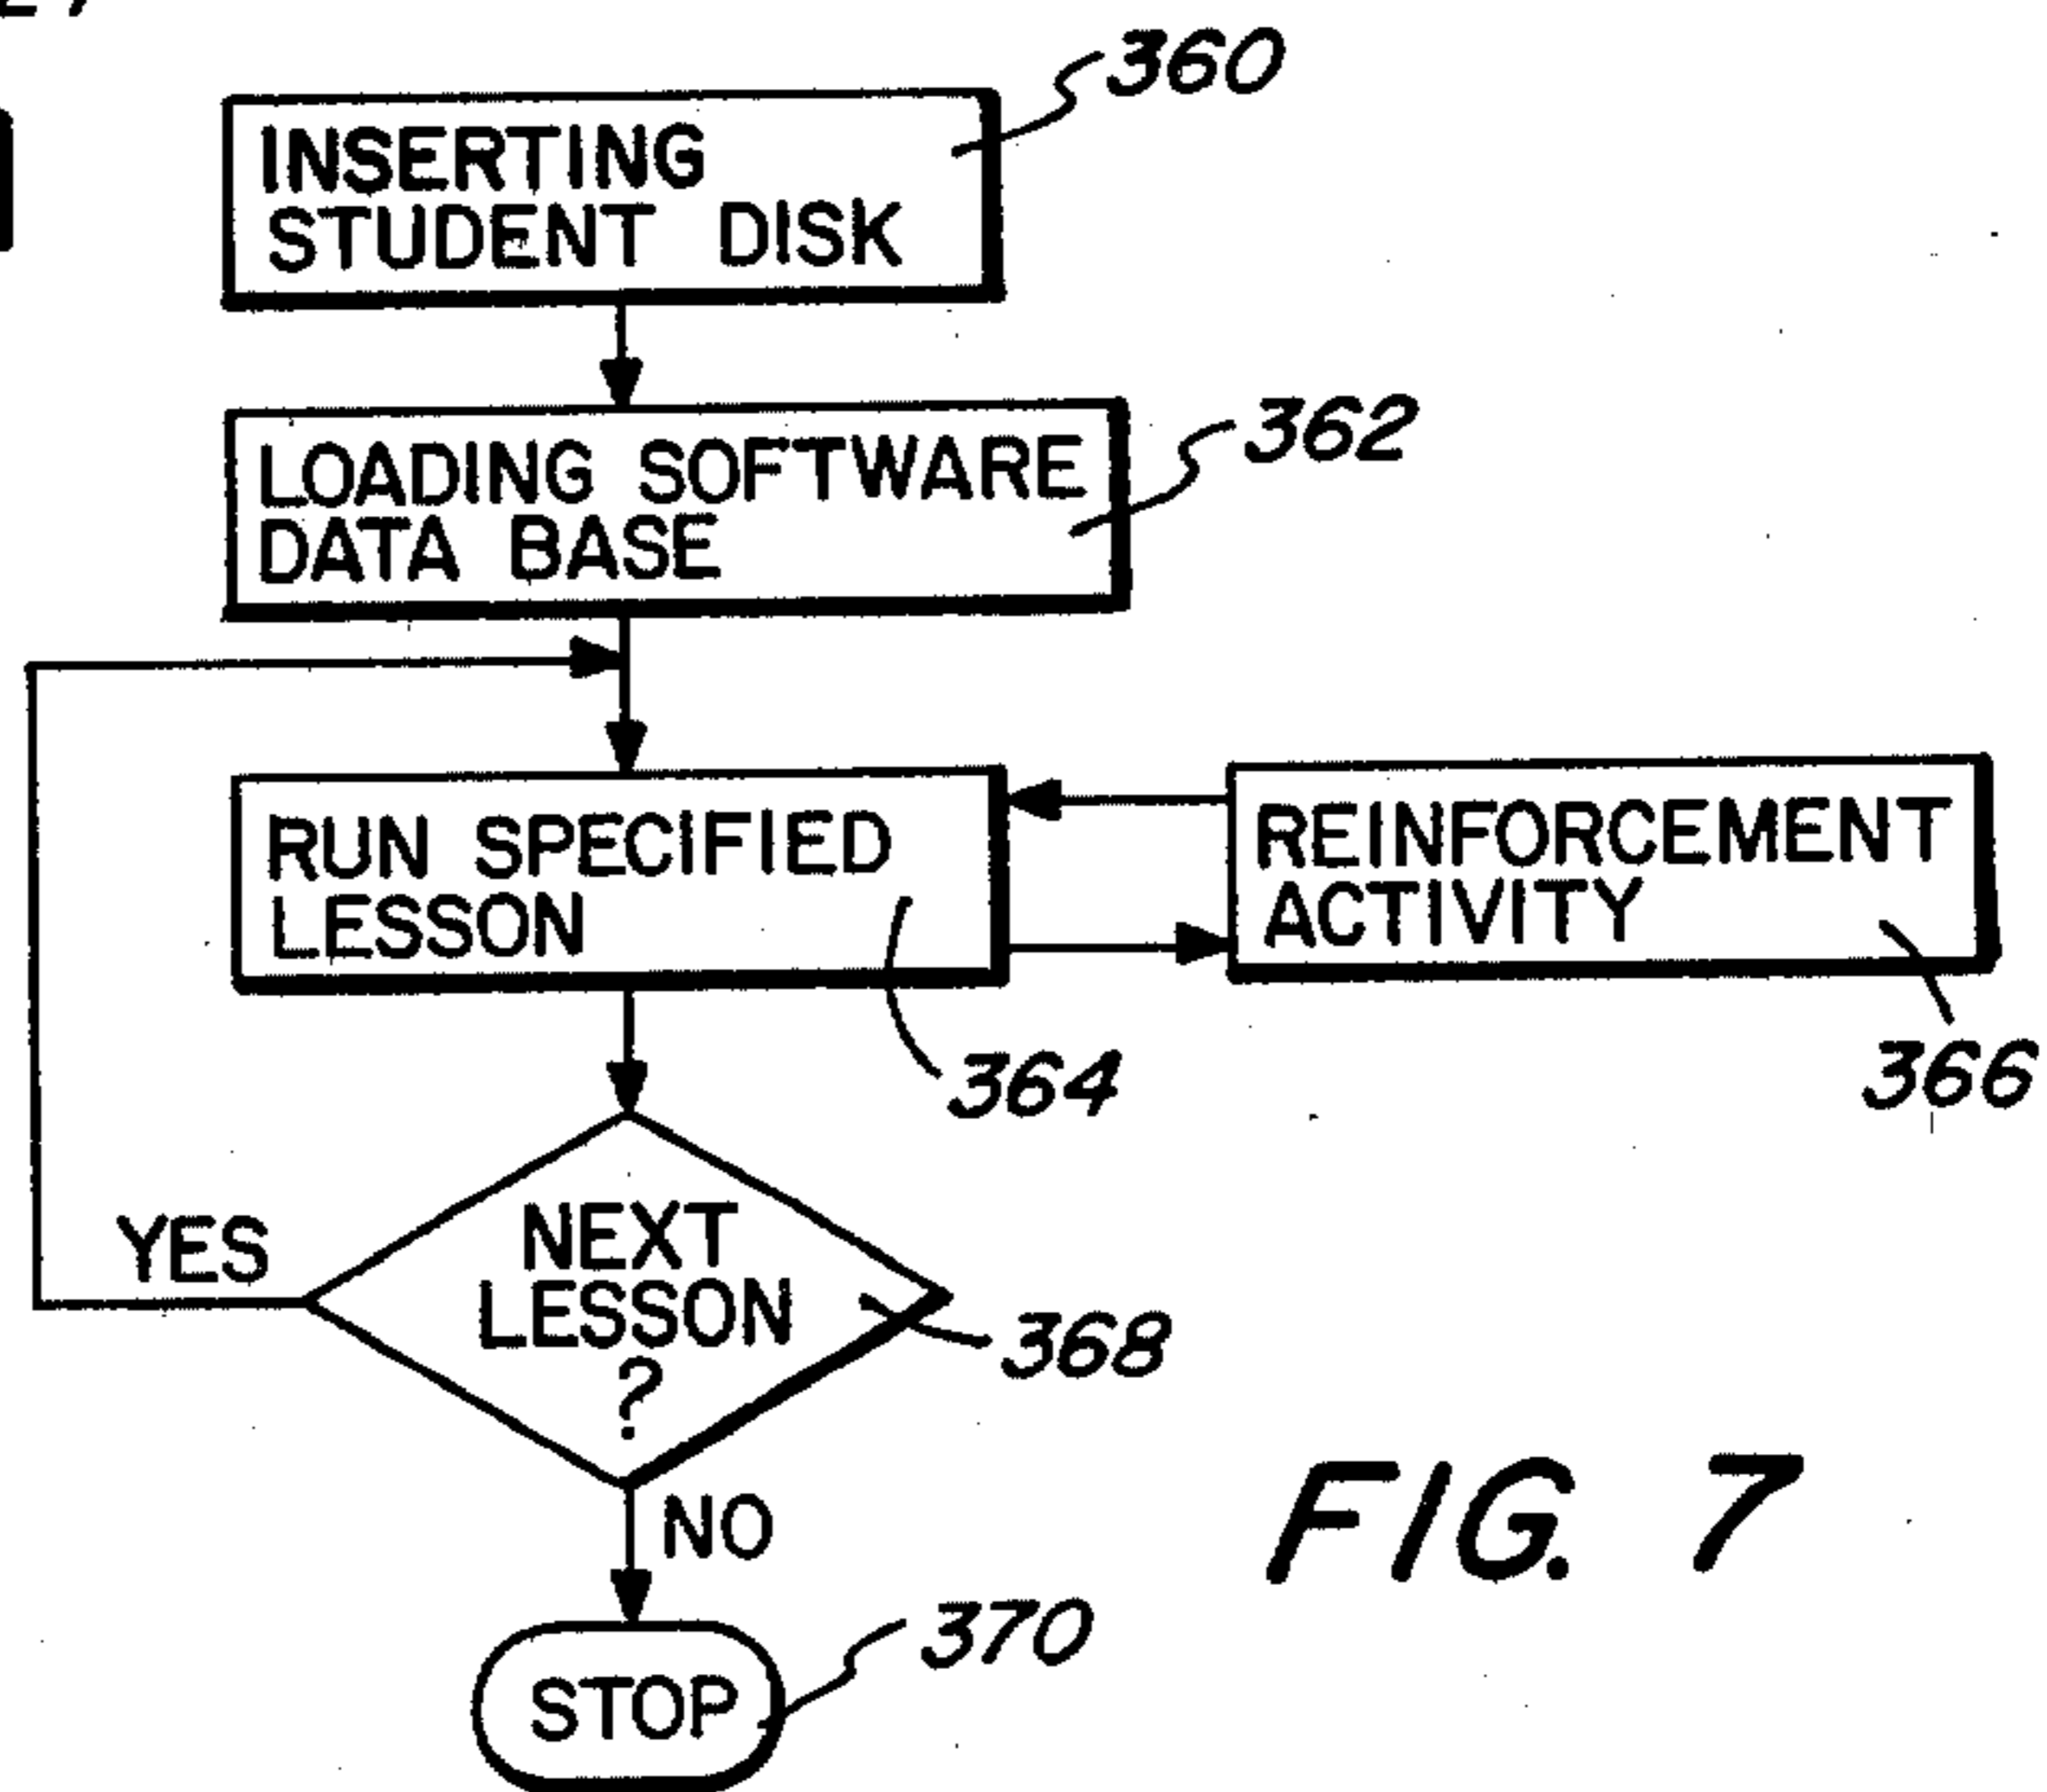 360
INSERTING
STUDENT DISK
362
LOADING SOFTWARE
DATA BASE
RUN SPECIFIED
LESSON
REINFORCEMENT
ACTIVITY
364
366
YES
NEXT
LESSON
?
368
NO
FIG. 7
370
STOP